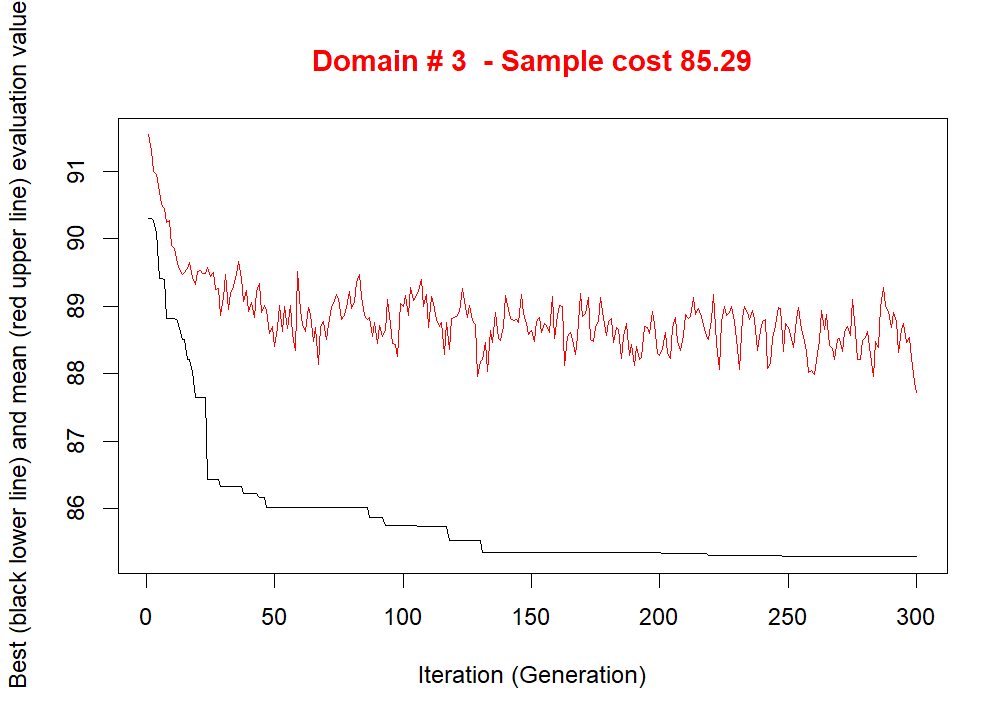 Domain # 3 - Sample cost 85.29
Best (black lower line) and mean (red upper line) evaluation value
91
90
89
88
87
86
0 50 100 150 200 250 300
Iteration (Generation)